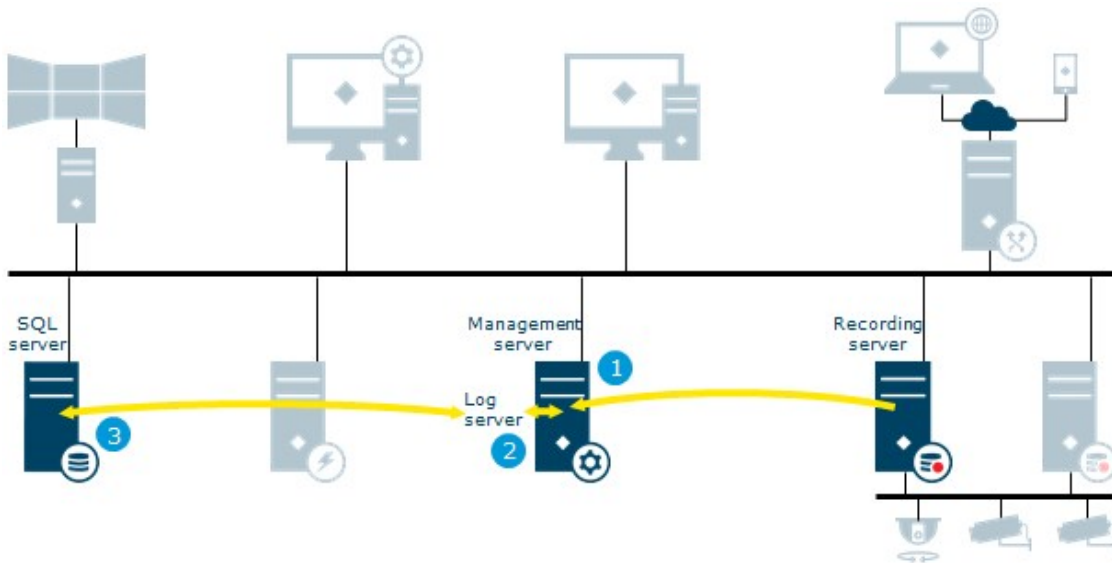 SQL
server
Management
server
Recording
server
1
Log
server
2
3